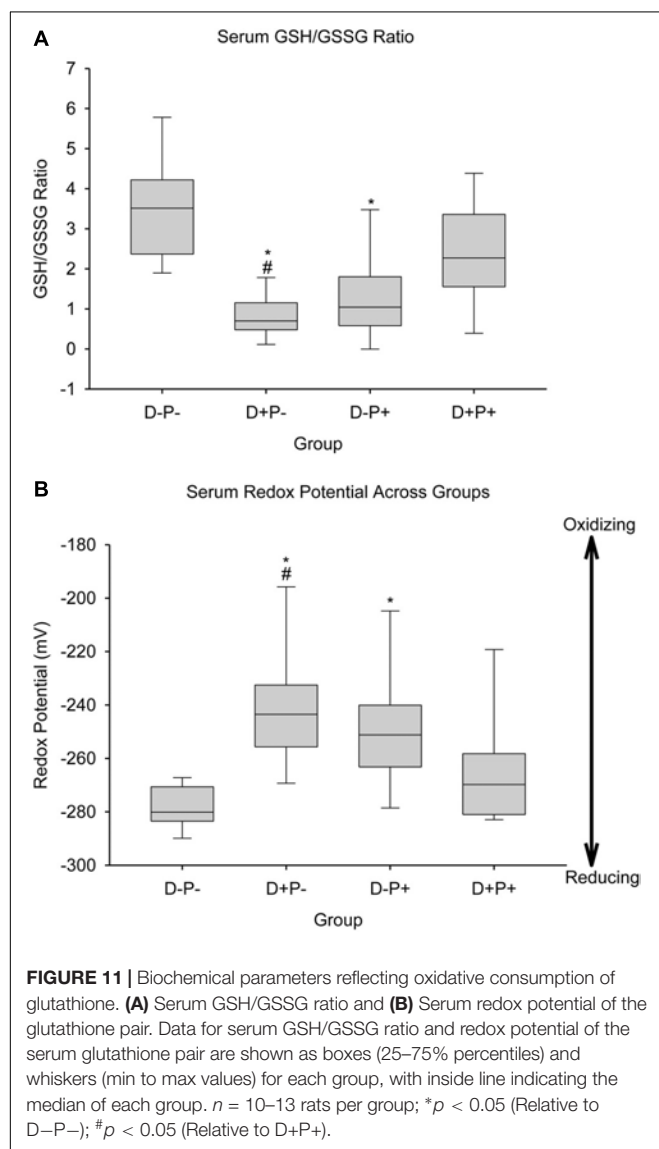 A
Serum GSH/GSSG Ratio
7
6
5
4
3
2
1
0
-1
GSH/GSSG Ratio
*
#
*
D-P-
D+P-
D-P+
D+P+
Group
B
Serum Redox Potential Across Groups
Oxidizing
-180
-200
-220
-240
-260
-280
-300
Redox Potential (mV)
*
#
*
Reducing
D-P-
D+P-
D-P+
D+P+
Group
FIGURE 11 | Biochemical parameters reflecting oxidative consumption of
glutathione. (A) Serum GSH/GSSG ratio and (B) Serum redox potential of the
glutathione pair. Data for serum GSH/GSSG ratio and redox potential of the
serum glutathione pair are shown as boxes (25–75% percentiles) and
whiskers (min to max values) for each group, with inside line indicating the
median of each group. n = 10–13 rats per group; *p < 0.05 (Relative to
D−P−); #p < 0.05 (Relative to D+P+).